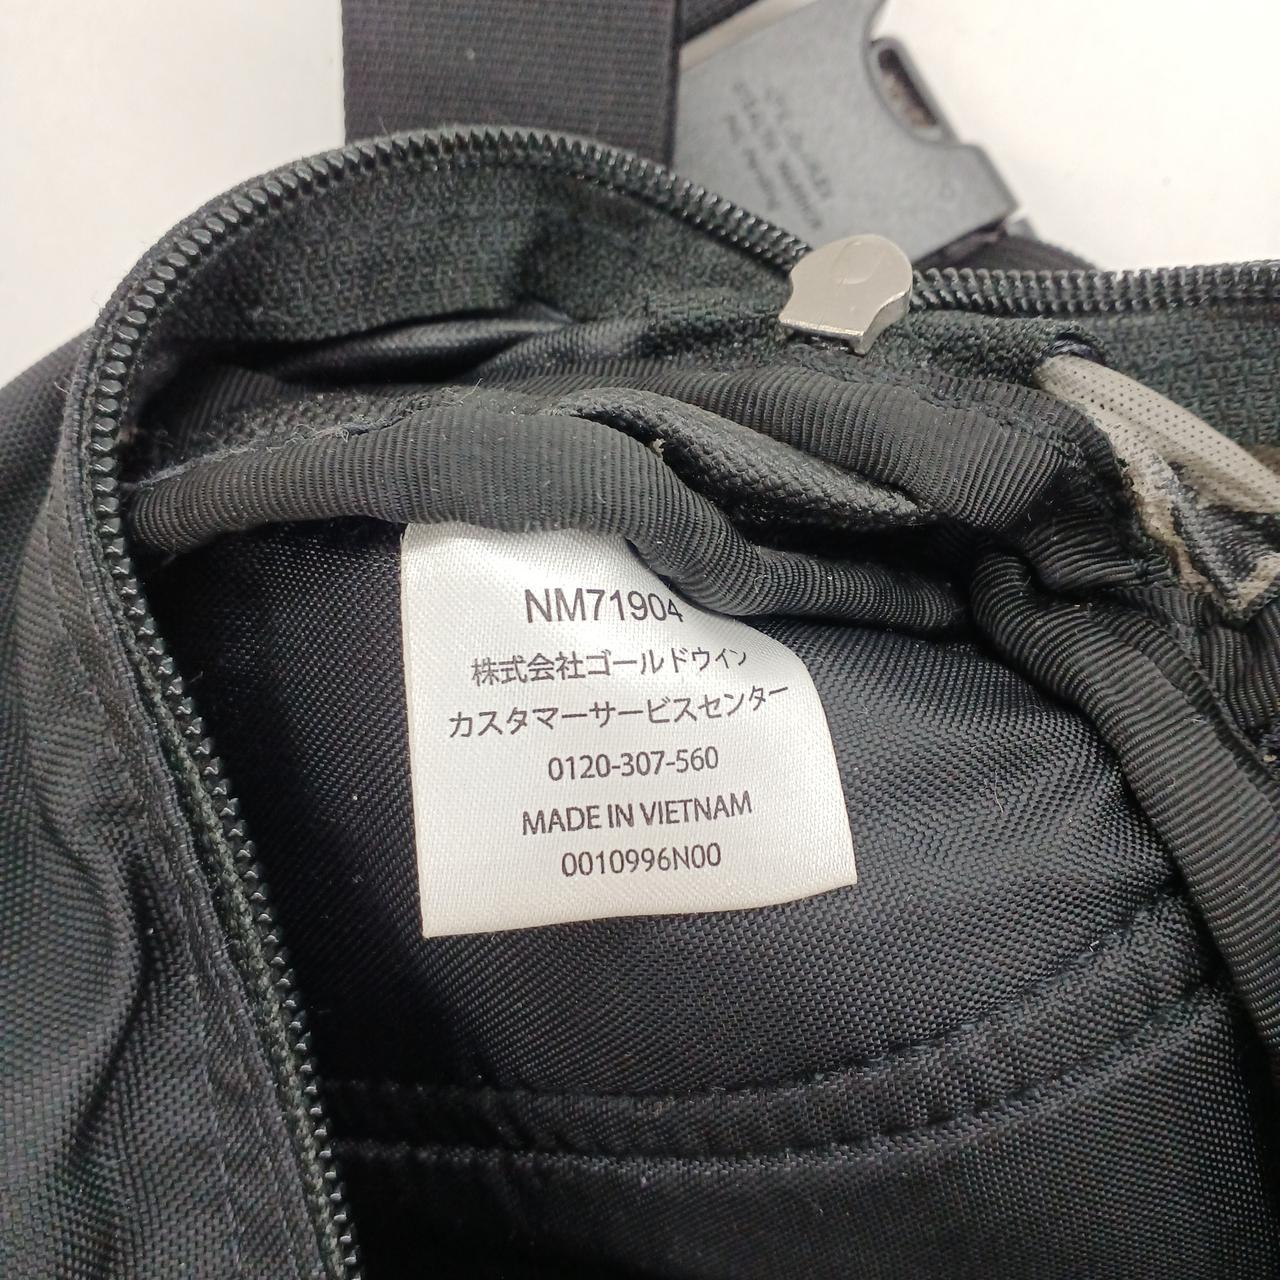 NM71904
株式会社ゴールドウイン
カスタマーサービスセンター
0120-307-560
MADE IN VIETNAM
0010996N00